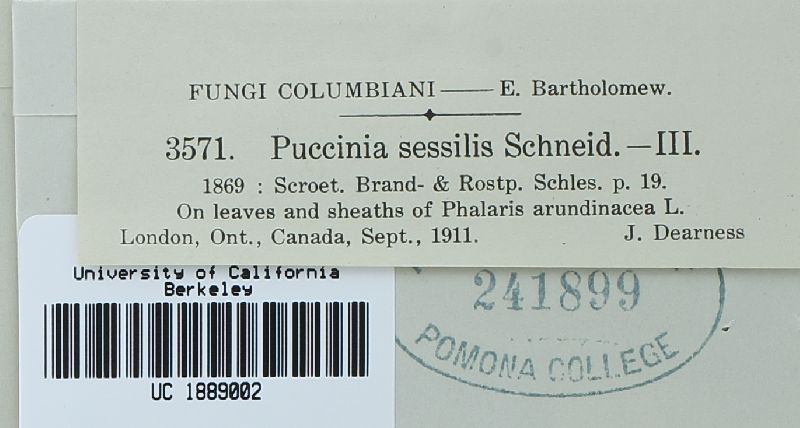 FUNGI COLUMBIANI — E. Bartholomew.
3571. Puccinia sessilis Schneid.—III.
1869 : Scroet. Brand- & Rostp. Schles. p. 19.
On leaves and sheaths of Phalaris arundinacea L.
London, Ont., Canada, Sept., 1911. J. Dearness
University of California
Berkeley
UC 1889002
241899
POMONA COLLEGE